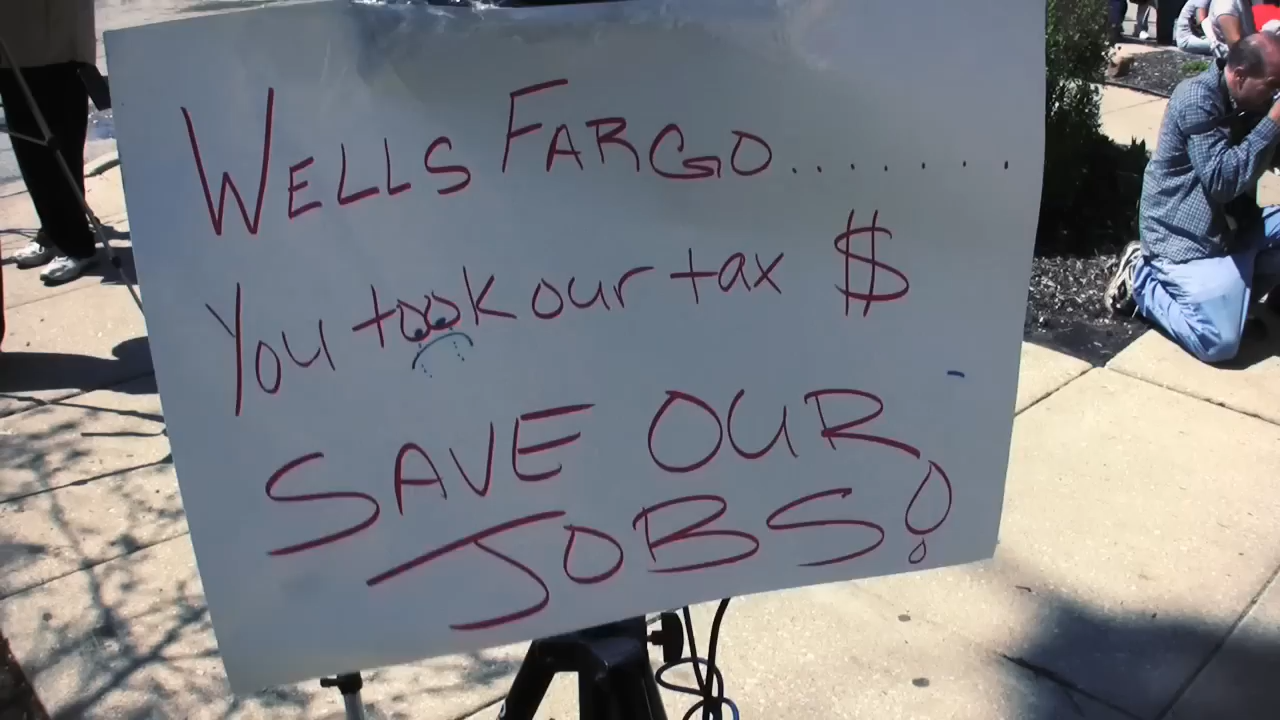 WELLS FARGO.........
You took our tax $
SAVE OUR
JOBS!